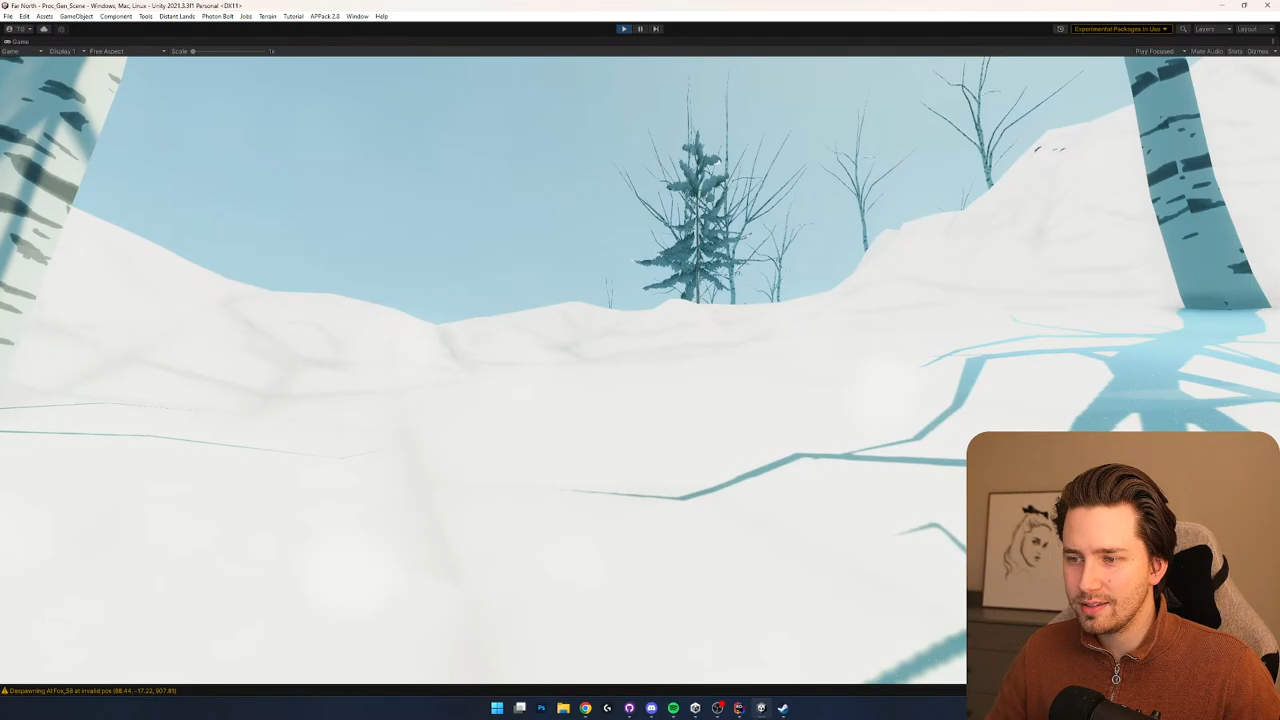 Far North - Proc_Gen_Scene - Windows, Mac, Linux - Unity 2021.3.3f1 Personal <DX11>
File Edit Assets GameObject Component Tools Distant Lands Photon Bolt Jobs Terrain Tutorial APPack 2.8 Window Help
TG Experimental Packages In Use Layers Layout
Game
Game Display 1 Free Aspect Scale 1x Play Focused Mute Audio Stats Gizmos
Despawning AI Fox_58 at invalid pos (88.44, -17.22, 907.81)